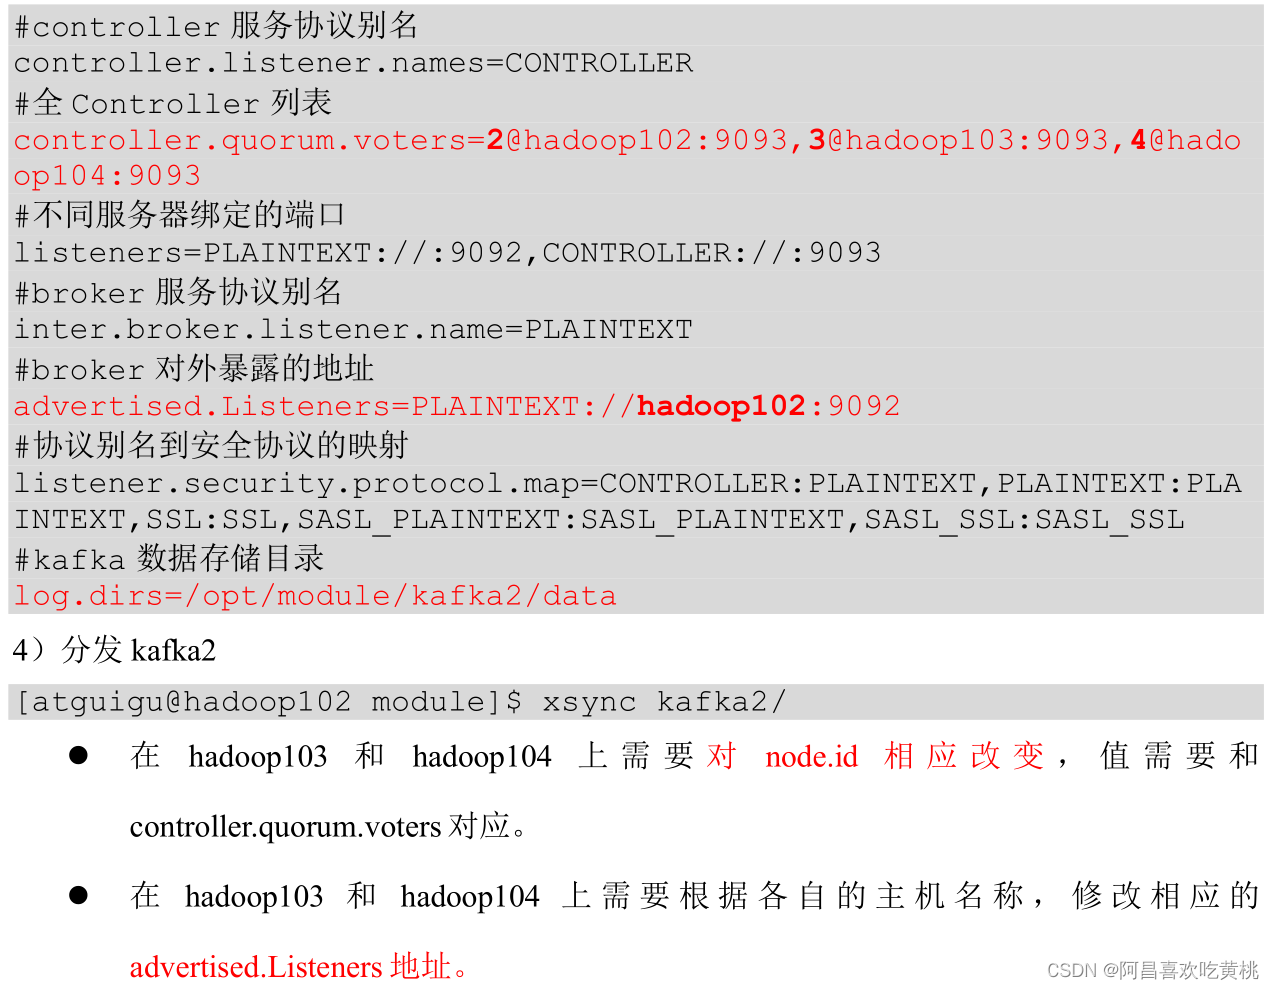 #controller 服务协议别名
controller.listener.names=CONTROLLER
#全 Controller 列表
controller.quorum.voters=2@hadoop102:9093,3@hadoop103:9093,4@hado
op104:9093
#不同服务器绑定的端口
listeners=PLAINTEXT://:9092,CONTROLLER://:9093
#broker 服务协议别名
inter.broker.listener.name=PLAINTEXT
#broker 对外暴露的地址
advertised.Listeners=PLAINTEXT://hadoop102:9092
#协议别名到安全协议的映射
listener.security.protocol.map=CONTROLLER:PLAINTEXT,PLAINTEXT:PLA
INTEXT,SSL:SSL,SASL_PLAINTEXT:SASL_PLAINTEXT,SASL_SSL:SASL_SSL
#kafka 数据存储目录
log.dirs=/opt/module/kafka2/data
4）分发 kafka2
[atguigu@hadoop102 module]$ xsync kafka2/
● 在 hadoop103 和 hadoop104 上需要对 node.id 相应改变，值需要和
controller.quorum.voters 对应。
● 在 hadoop103 和 hadoop104 上需要根据各自的主机名称，修改相应的
advertised.Listeners 地址。
CSDN @阿昌喜欢吃黄桃